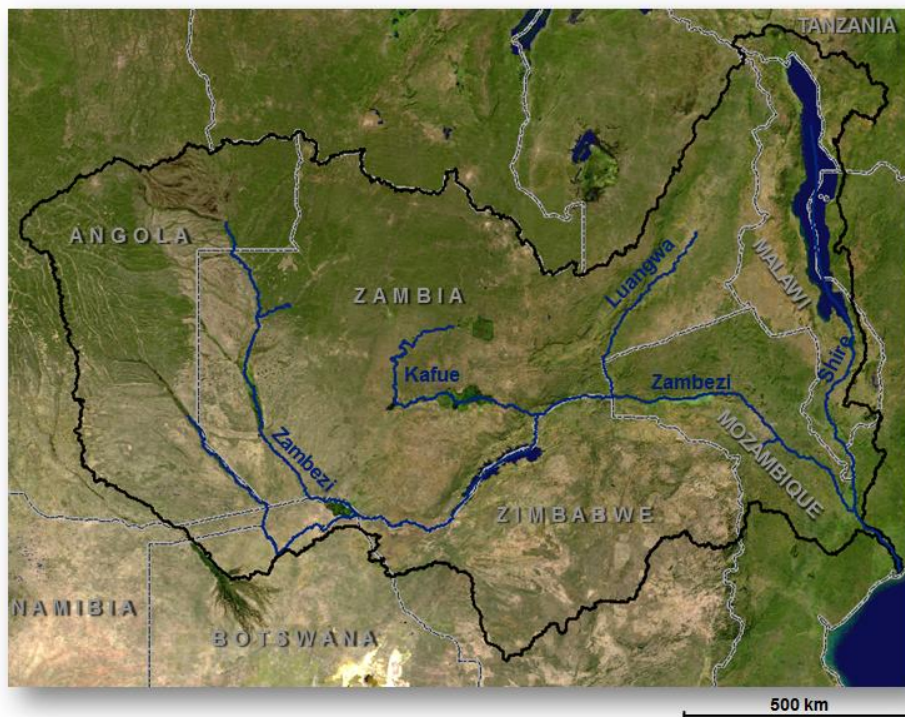 TANZANIA
ANGOLA
ZAMBIA
Luangwa
MALAWI
Kafue
Zambezi
Shire
Zambezi
MOZAMBIQUE
ZIMBABWE
NAMIBIA
BOTSWANA
500 km